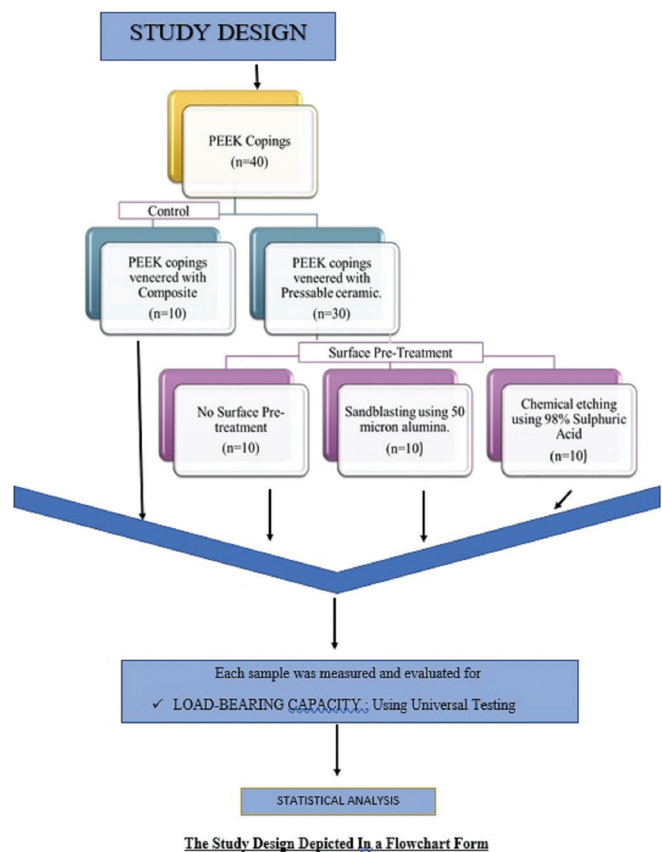 STUDY DESIGN
PEEK Copings
(n=40)
Control
PEEK copings
veneered with
Composite
(n=10)
PEEK copings
veneered with
Pressable ceramic.
(n=30)
Surface Pre-Treatment
No Surface Pre-
treatment
(n=10)
Sandblasting using 50
micron alumina.
(n=10}
Chemical etching
using 98% Sulphuric
Acid
(n=10}
Each sample was measured and evaluated for
✓ LOAD-BEARING CAPACITY : Using Universal Testing
STATISTICAL ANALYSIS
The Study Design Depicted In a Flowchart Form